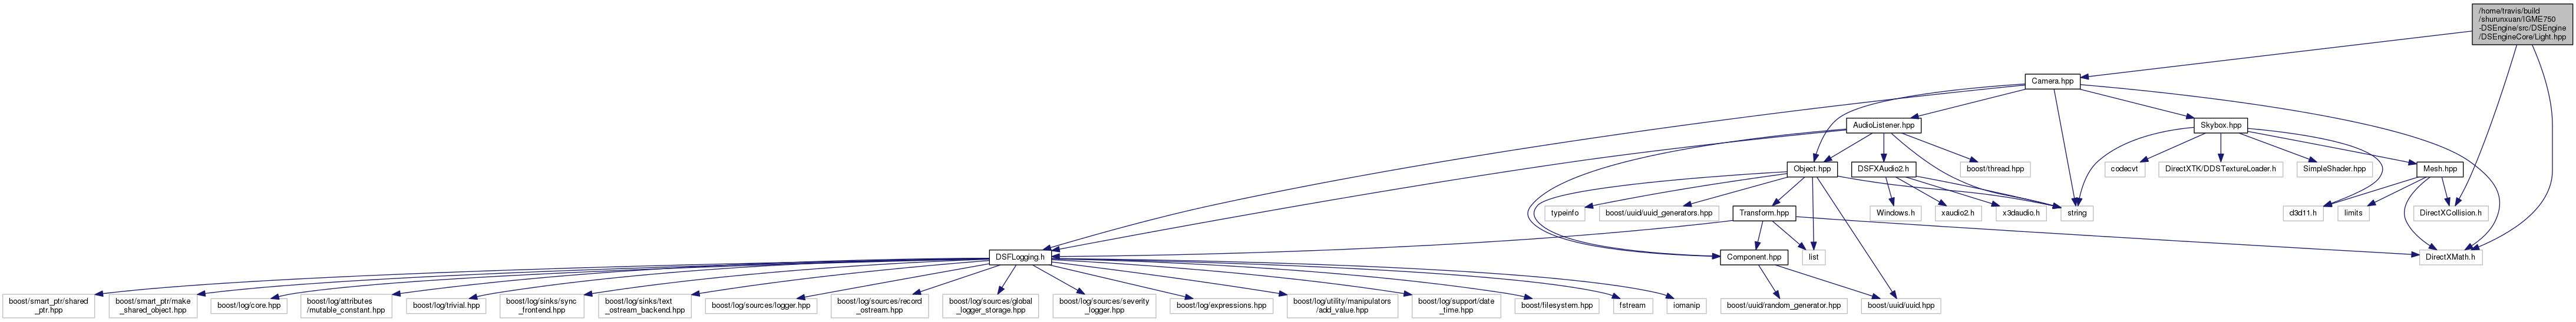 /home/travis/build
/shurunxuan/IGME750
-DSEngine/src/DSEngine
/DSEngineCore/Light.hpp
Camera.hpp
AudioListener.hpp
Skybox.hpp
Object.hpp
DSFXAudio2.h
boost/thread.hpp
codecvt
DirectXTK/DDSTextureLoader.h
SimpleShader.hpp
Mesh.hpp
typeinfo
boost/uuid/uuid_generators.hpp
Transform.hpp
Windows.h
xaudio2.h
x3daudio.h
string
d3d11.h
limits
DirectXCollision.h
DSFLogging.h
Component.hpp
list
DirectXMath.h
boost/smart_ptr/shared
_ptr.hpp
boost/smart_ptr/make
_shared_object.hpp
boost/log/core.hpp
boost/log/attributes
/mutable_constant.hpp
boost/log/trivial.hpp
boost/log/sinks/sync
_frontend.hpp
boost/log/sinks/text
_ostream_backend.hpp
boost/log/sources/logger.hpp
boost/log/sources/record
_ostream.hpp
boost/log/sources/global
_logger_storage.hpp
boost/log/sources/severity
_logger.hpp
boost/log/expressions.hpp
boost/log/utility/manipulators
/add_value.hpp
boost/log/support/date
_time.hpp
boost/filesystem.hpp
fstream
iomanip
boost/uuid/random_generator.hpp
boost/uuid/uuid.hpp